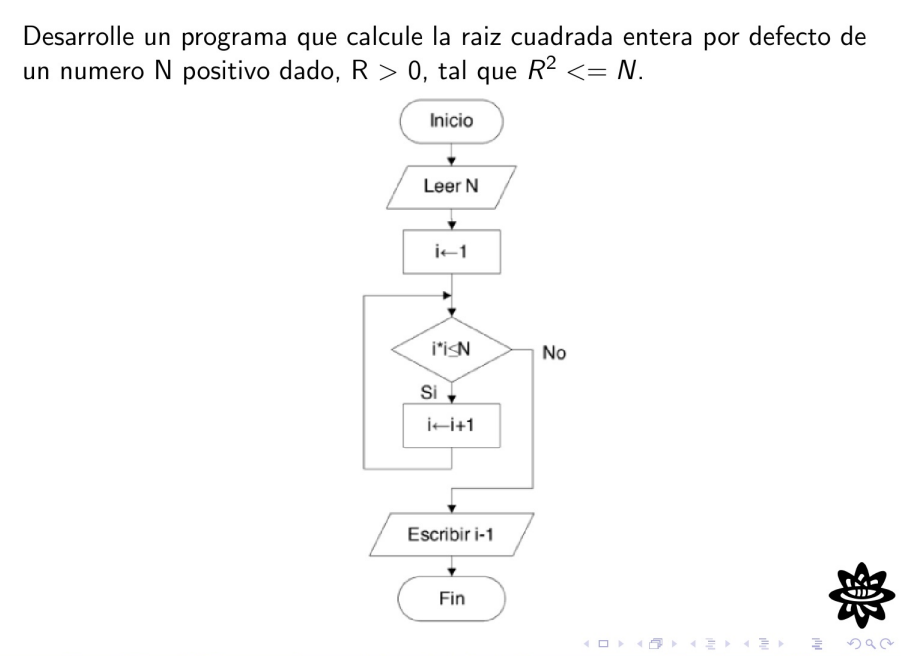 Desarrolle un programa que calcule la raiz cuadrada entera por defecto de
un numero N positivo dado, R > 0, tal que R² <= N.
Inicio
Leer N
i←1
i*i≤N
No
Si
i←i+1
Escribir i-1
Fin